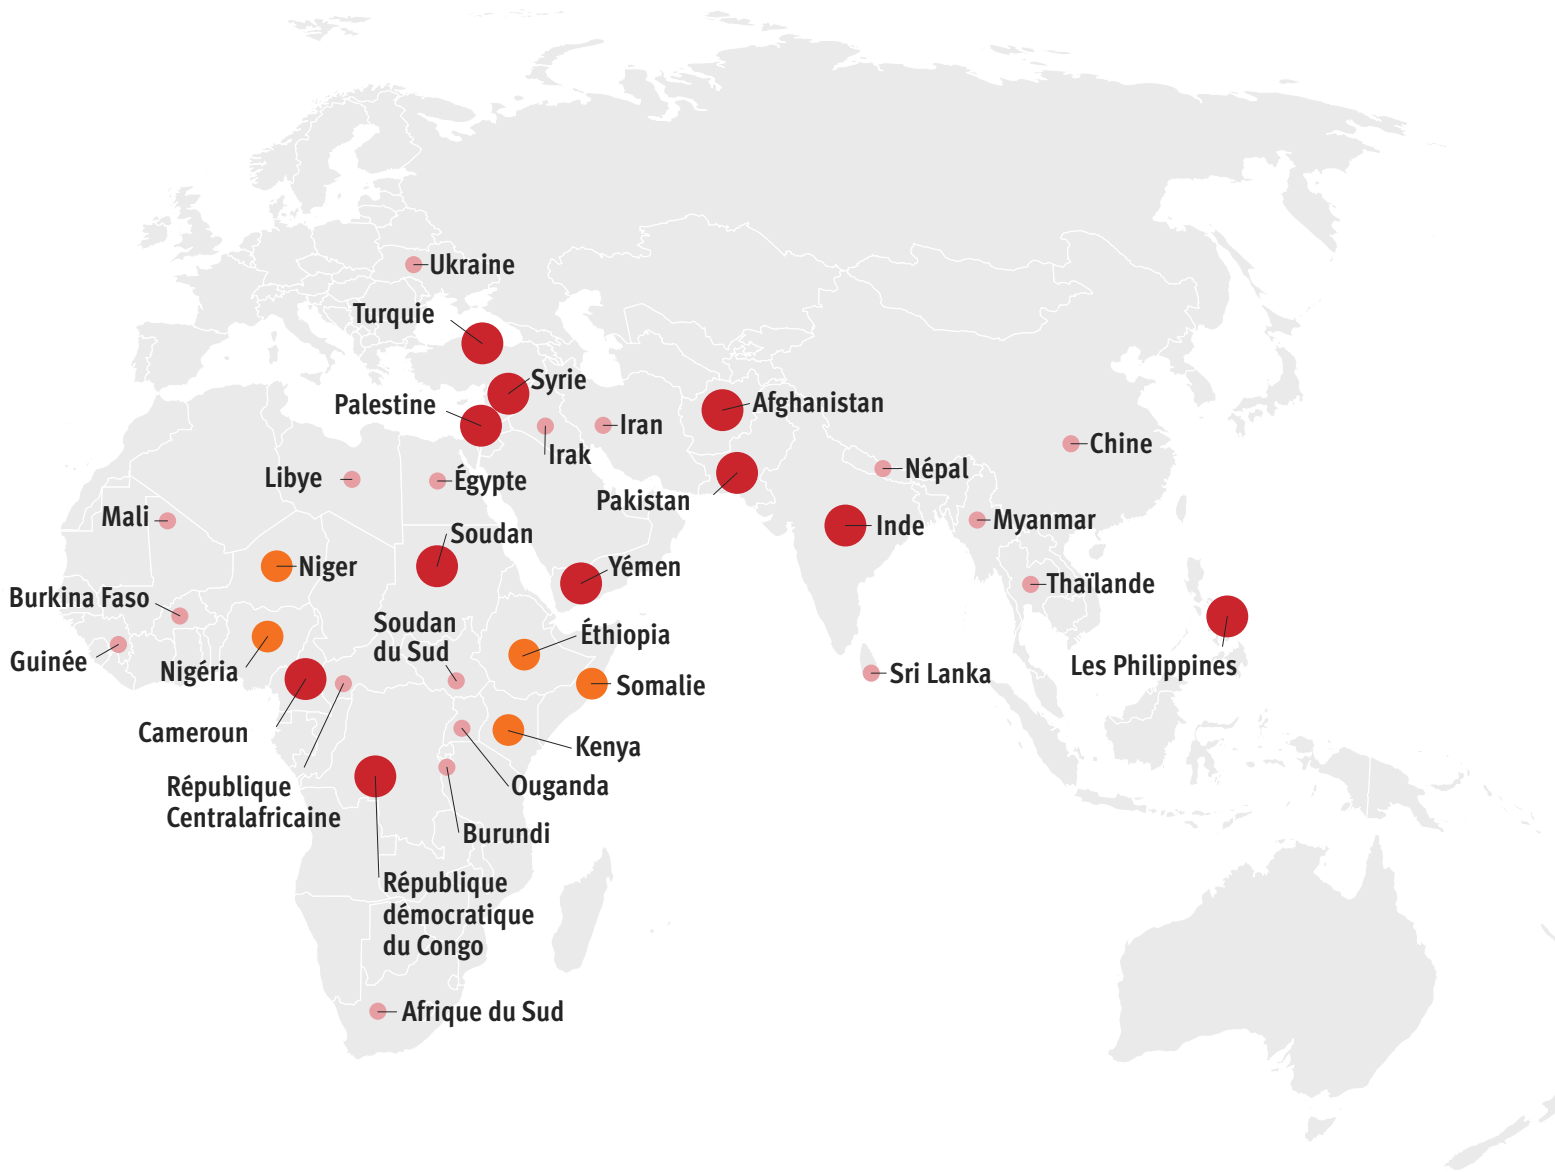 Ukraine
Turquie
Syrie
Palestine
Afghanistan
Iran
Irak
Chine
Népal
Libye
Égypte
Pakistan
Mali
Inde
Myanmar
Soudan
Niger
Yémen
Thaïlande
Burkina Faso
Soudan
du Sud
Éthiopia
Guinée
Nigéria
Les Philippines
Sri Lanka
Somalie
Cameroun
Kenya
République
Centralafricaine
Ouganda
Burundi
République
démocratique
du Congo
Afrique du Sud